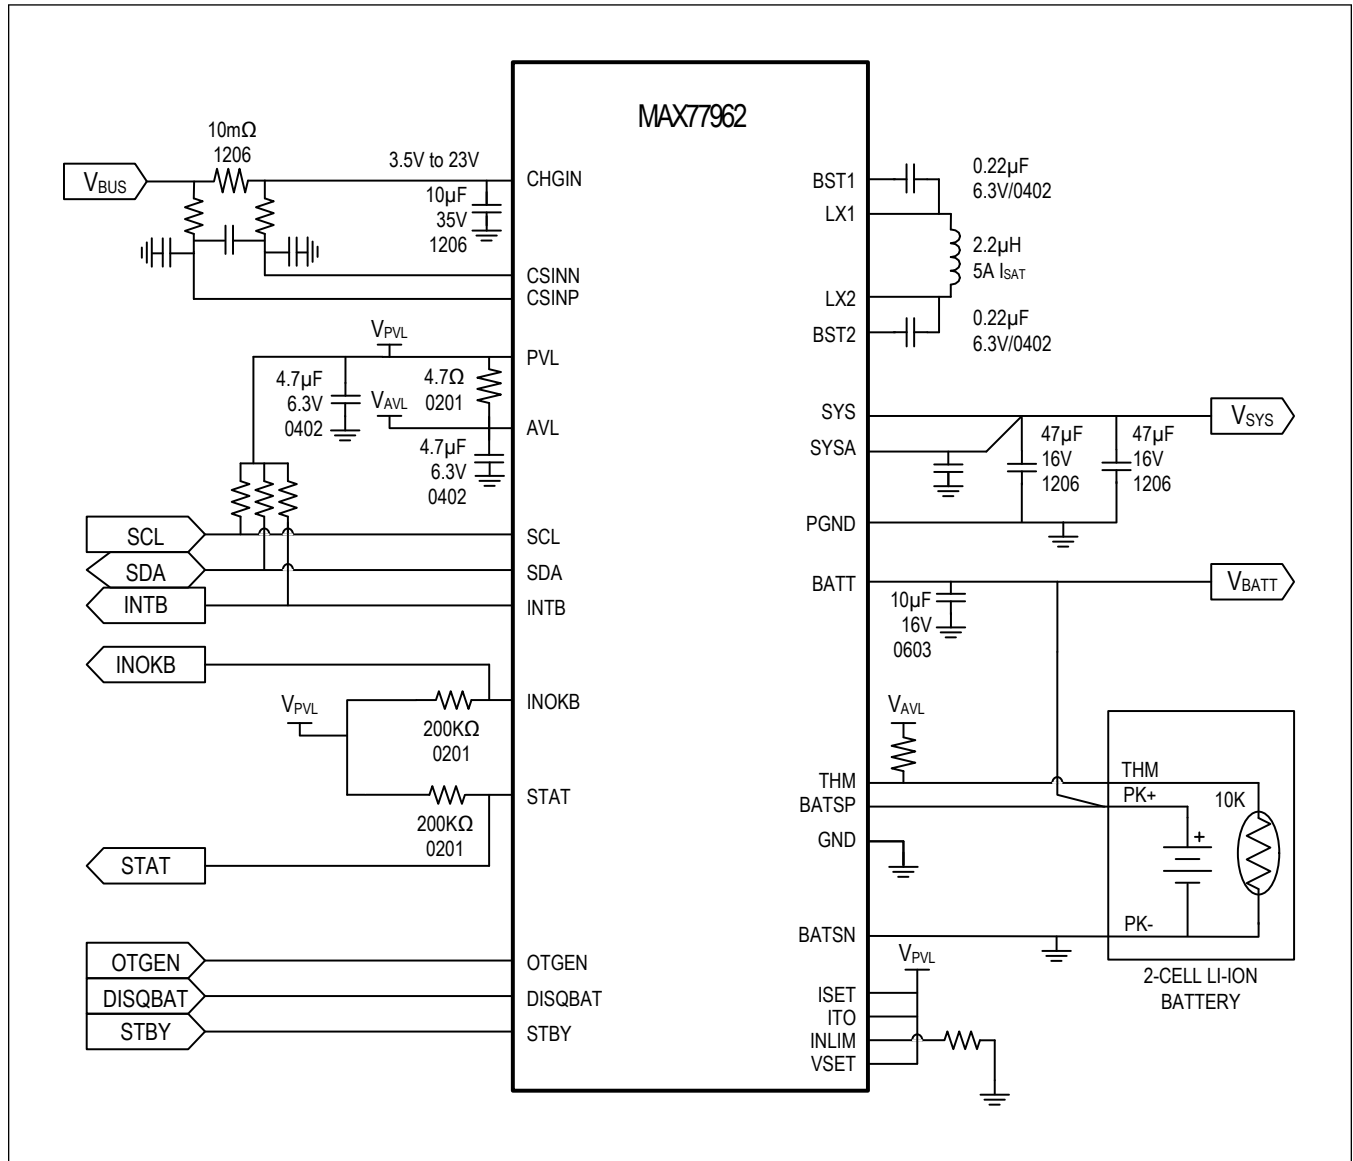 MAX77962
10mΩ
1206
3.5V to 23V
VBUS
CHGIN
10µF
35V
1206
CSINN
CSINP
VPVL
PVL
4.7µF
6.3V
0402
4.7Ω
0201
VAVL
AVL
4.7µF
6.3V
0402
SCL
SCL
SDA
SDA
INTB
INTB
INOKB
VPVL
INOKB
200KΩ
0201
STAT
200KΩ
0201
STAT
OTGEN
OTGEN
DISQBAT
DISQBAT
STBY
STBY
BST1
0.22µF
6.3V/0402
LX1
2.2µH
5A ISAT
LX2
BST2
0.22µF
6.3V/0402
SYS
VSYS
SYSA
47µF
16V
1206
47µF
16V
1206
PGND
BATT
VBATT
10µF
16V
0603
VAVL
THM
THM
BATSP
PK+
10K
+
GND
BATSN
PK-
2-CELL LI-ION
BATTERY
VPVL
ISET
ITO
INLIM
VSET